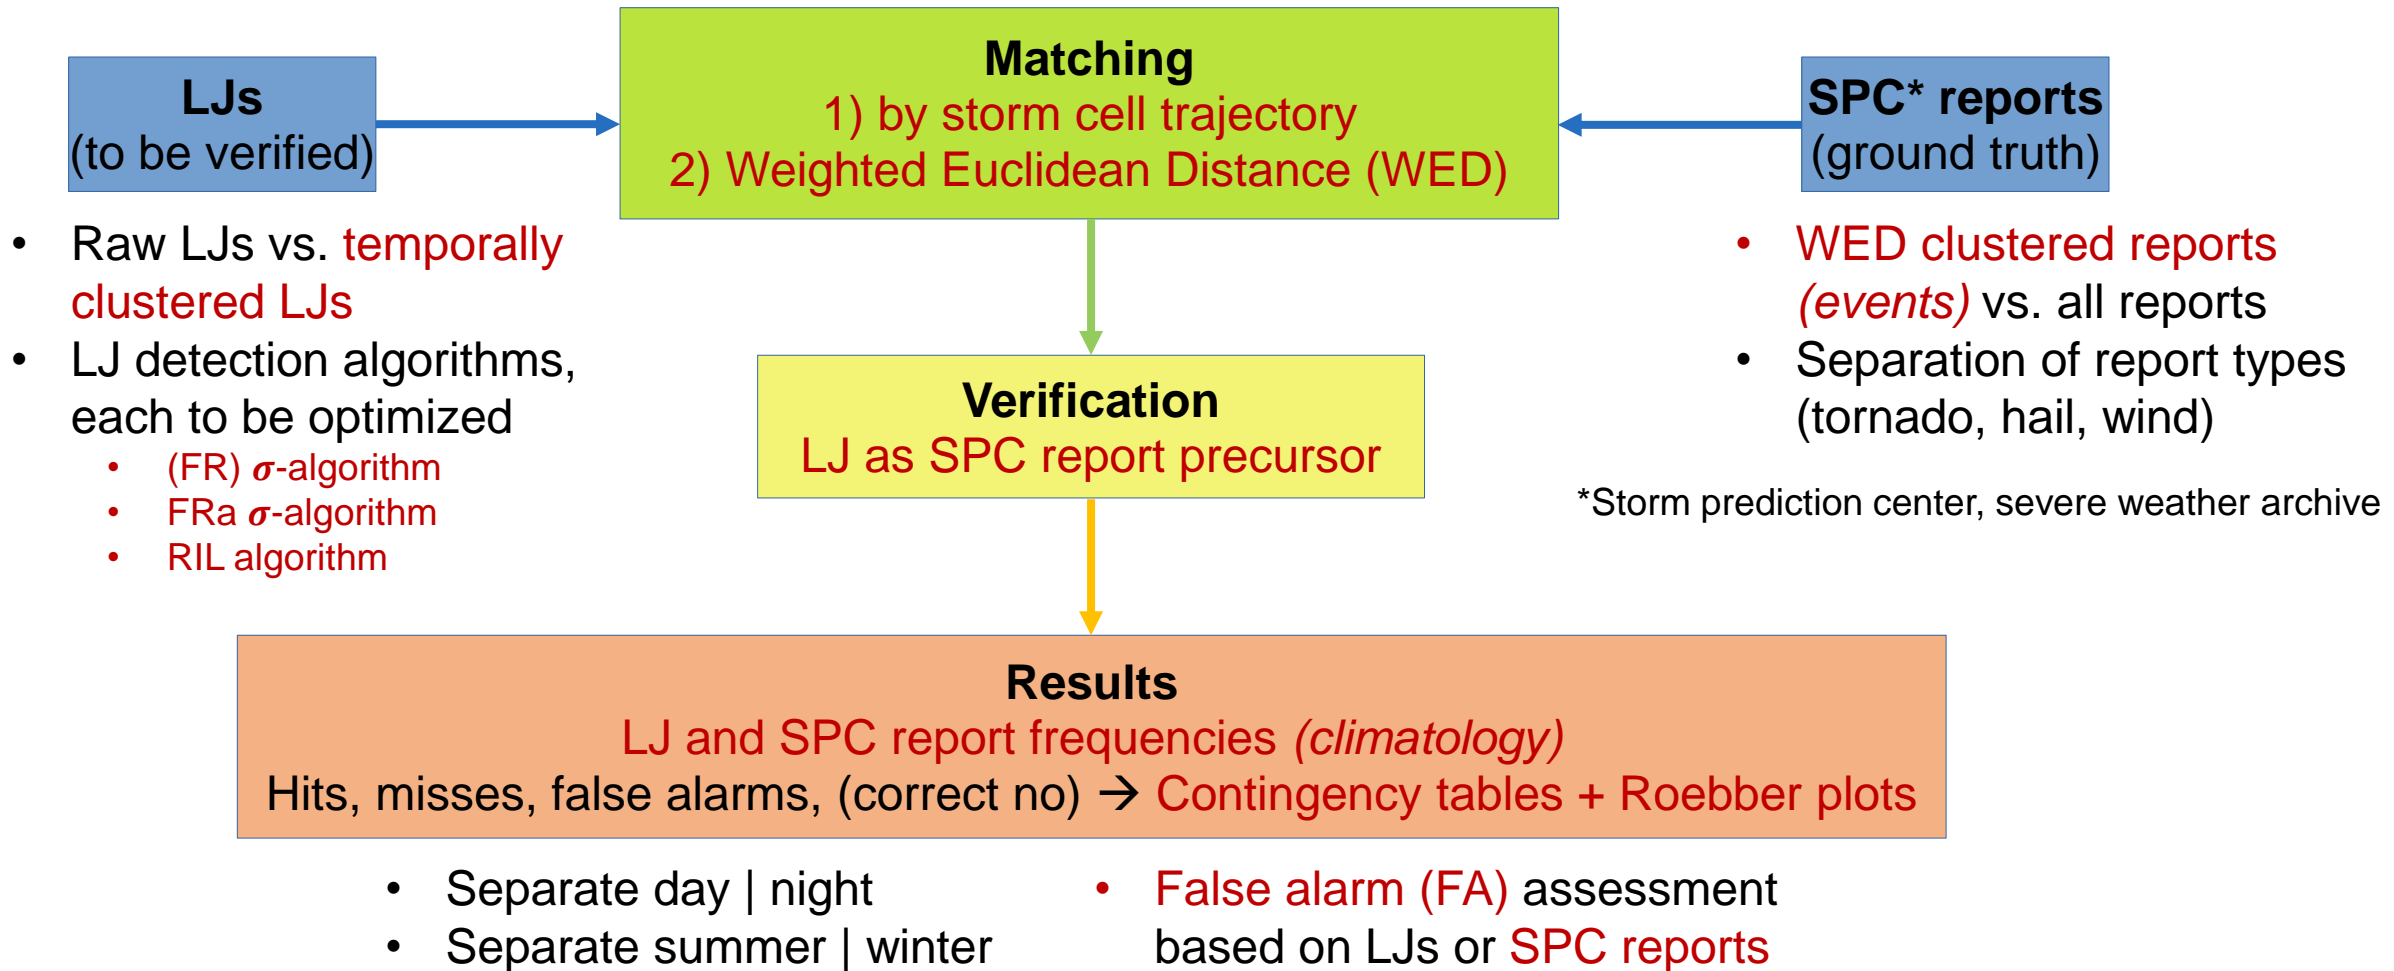 LJs
(to be verified)
Matching
1) by storm cell trajectory
2) Weighted Euclidean Distance (WED)
SPC* reports
(ground truth)
• Raw LJs vs. temporally
clustered LJs
• LJ detection algorithms,
each to be optimized
• (FR) σ-algorithm
• FRa σ-algorithm
• RIL algorithm
• WED clustered reports
(events) vs. all reports
• Separation of report types
(tornado, hail, wind)
*Storm prediction center, severe weather archive
Verification
LJ as SPC report precursor
Results
LJ and SPC report frequencies (climatology)
Hits, misses, false alarms, (correct no) → Contingency tables + Roebber plots
• Separate day | night
• Separate summer | winter
• False alarm (FA) assessment
based on LJs or SPC reports